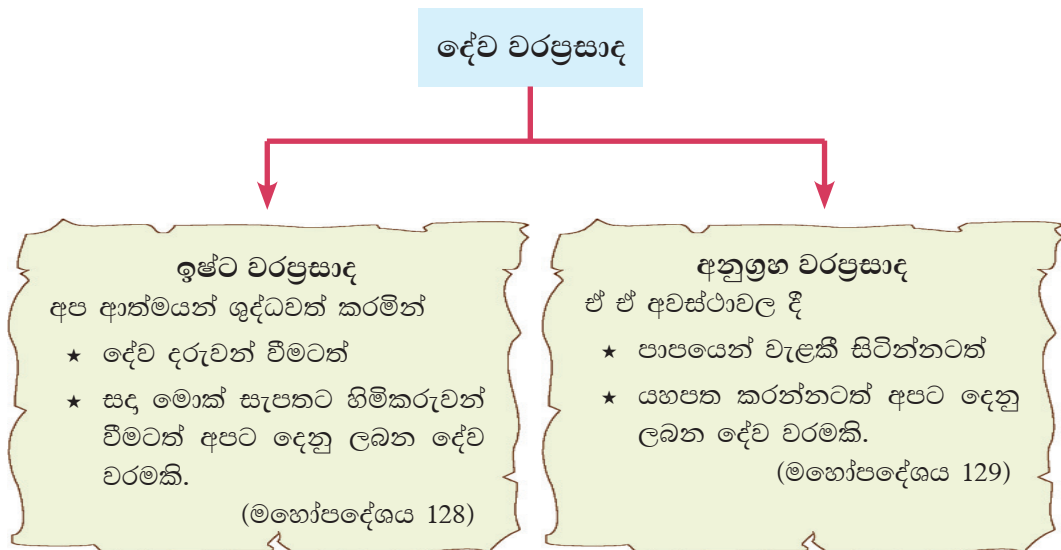 දේව වරප්‍රසාද
ඉෂ්ට වරප්‍රසාද
අප ආත්මයන් ශුද්ධවත් කරමින්
★ දේව දරුවන් වීමටත්
★ සදා මොක් සැපතට හිමිකරුවන්
වීමටත් අපට දෙනු ලබන දේව
වරමකි.
(මහෝපදේශය 128)
අනුග්‍රහ වරප්‍රසාද
ඒ ඒ අවස්ථාවල දී
★ පාපයෙන් වැළකී සිටින්නටත්
★ යහපත කරන්නටත් අපට දෙනු
ලබන දේව වරමකි.
(මහෝපදේශය 129)